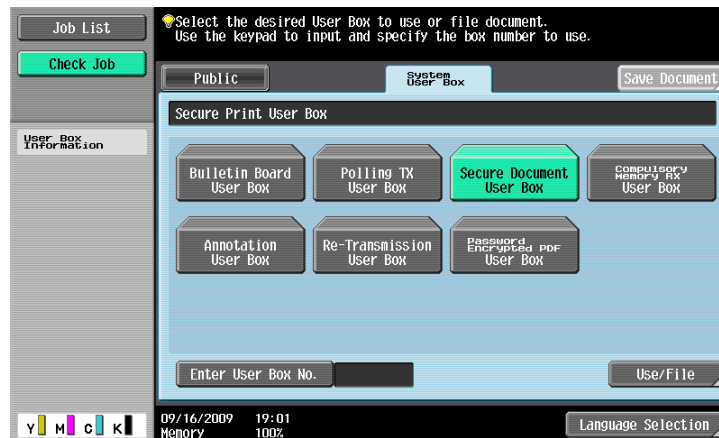 Job List
Check Job
Select the desired User Box to use or file document.
Use the keypad to input and specify the box number to use.
Public
System
User Box
Save Document
Secure Print User Box
User Box
Information
Bulletin Board
User Box
Polling TX
User Box
Secure Document
User Box
Compulsory
Memory RX
User Box
Annotation
User Box
Re-Transmission
User Box
Password
Encrypted PDF
User Box
Enter User Box No.
Use/File
Y M C K
09/16/2009 19:01
Memory 100%
Language Selection